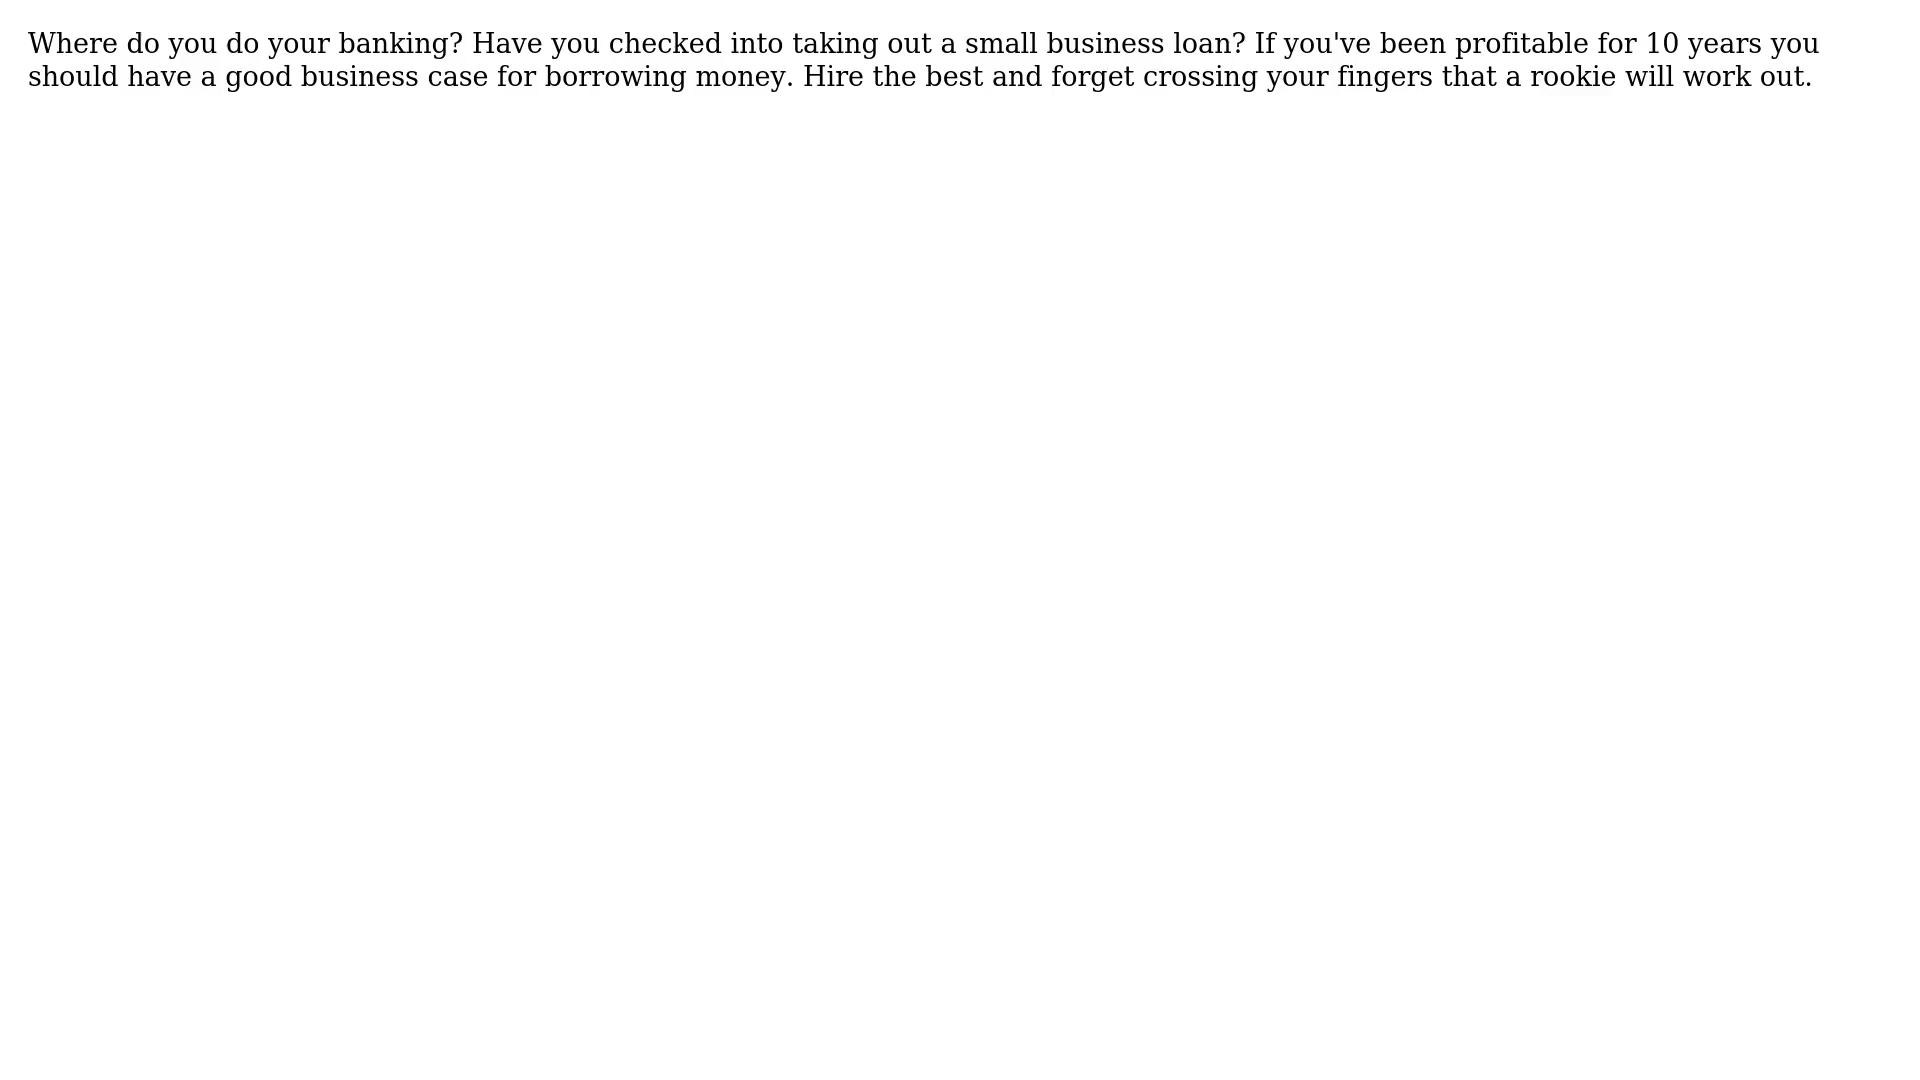 Where do you do your banking? Have you checked into taking out a small business loan? If you've been profitable for 10 years you
should have a good business case for borrowing money. Hire the best and forget crossing your fingers that a rookie will work out.